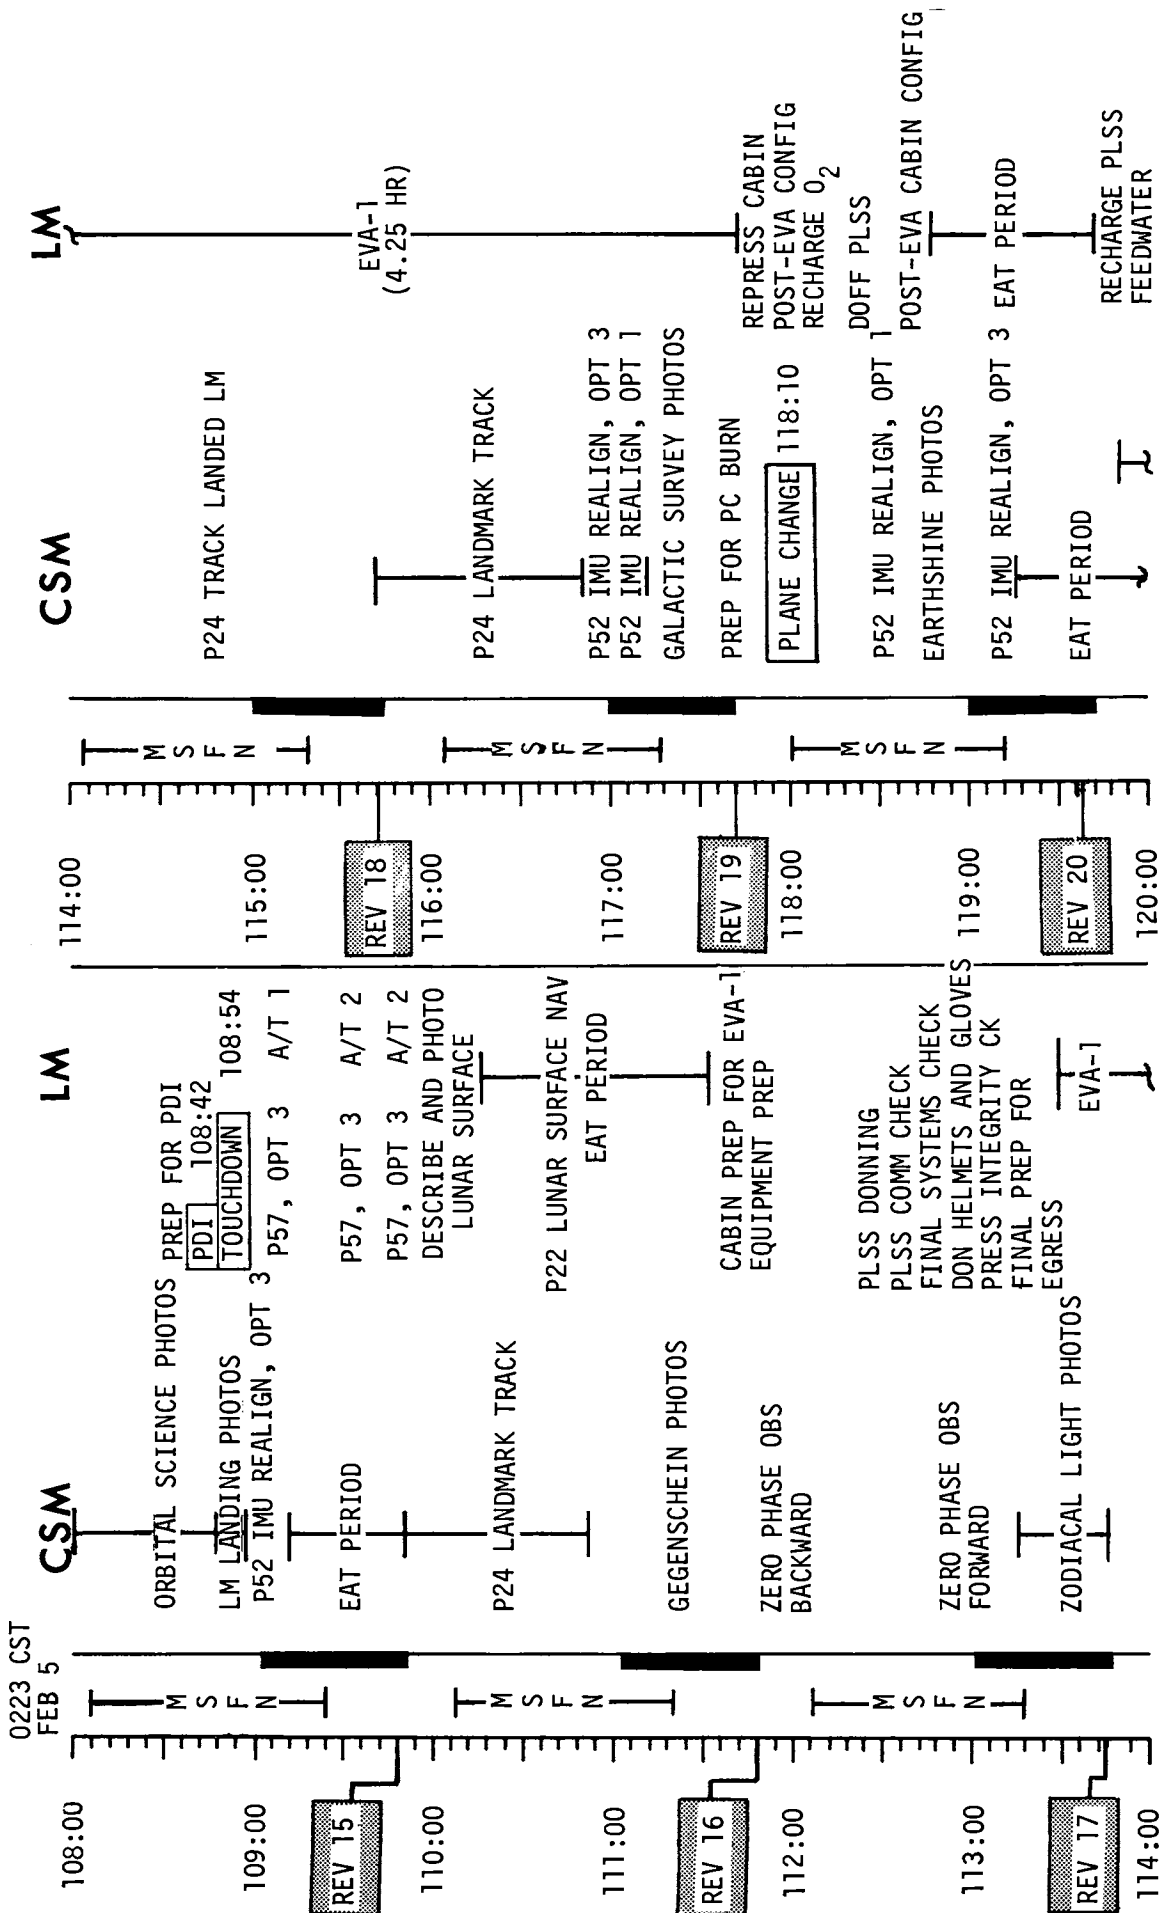 0223 CST
FEB 5
CSM
LM
108:00
109:00
REV 15
110:00
111:00
REV 16
112:00
113:00
REV 17
114:00
MSFN
MSFN
MSFN
ORBITAL SCIENCE PHOTOS
LM LANDING PHOTOS
P52 IMU REALIGN, OPT 3
EAT PERIOD
P24 LANDMARK TRACK
GEGENSCHEIN PHOTOS
ZERO PHASE OBS
BACKWARD
ZERO PHASE OBS
FORWARD
ZODIACAL LIGHT PHOTOS
PREP FOR PDI
PDI 108:42
TOUCHDOWN 108:54
P57, OPT 3 A/T 1
P57, OPT 3 A/T 2
P57, OPT 3 A/T 2
DESCRIBE AND PHOTO
LUNAR SURFACE
P22 LUNAR SURFACE NAV
EAT PERIOD
CABIN PREP FOR EVA-1
EQUIPMENT PREP
PLSS DONNING
PLSS COMM CHECK
FINAL SYSTEMS CHECK
DON HELMETS AND GLOVES
PRESS INTEGRITY CK
FINAL PREP FOR
EGRESS
EVA-1
CSM
LM
114:00
115:00
REV 18
116:00
117:00
REV 19
118:00
119:00
REV 20
120:00
MSFN
MSFN
MSFN
P24 TRACK LANDED LM
P24 LANDMARK TRACK
P52 IMU REALIGN, OPT 3
P52 IMU REALIGN, OPT 1
GALACTIC SURVEY PHOTOS
PREP FOR PC BURN
PLANE CHANGE 118:10
P52 IMU REALIGN, OPT 1
EARTHSHINE PHOTOS
P52 IMU REALIGN, OPT 3
EAT PERIOD
EVA-1
(4.25 HR)
REPRESS CABIN
POST-EVA CONFIG
RECHARGE O2
DOFF PLSS
POST-EVA CABIN CONFIG
EAT PERIOD
RECHARGE PLSS
FEEDWATER